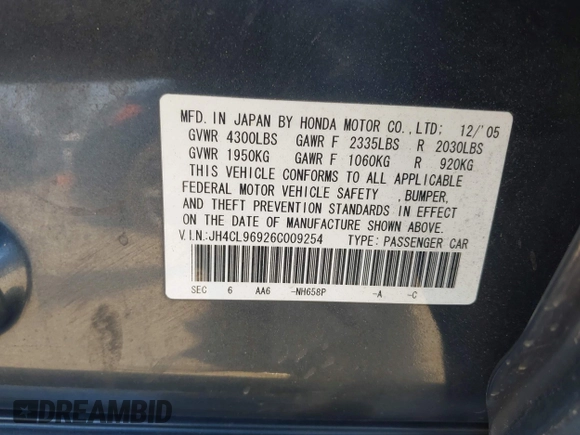 MFD. IN JAPAN BY HONDA MOTOR CO.,LTD: 12/'05
GVWR 4300LBS GAWR F 2335LBS R 2030LBS
GVWR 1950KG GAWR F 1060KG R 920KG
THIS VEHICLE CONFORMS TO ALL APPLICABLE
FEDERAL MOTOR VEHICLE SAFETY ,BUMPER,
AND THEFT PREVENTION STANDARDS IN EFFECT
ON THE DATE OF MANUFACTURE SHOWN ABOVE.
V.I.N:JH4CL96926C009254 TYPE: PASSENGER CAR
SEC 6 AA6 -NH658P -A -C
DREAMBID